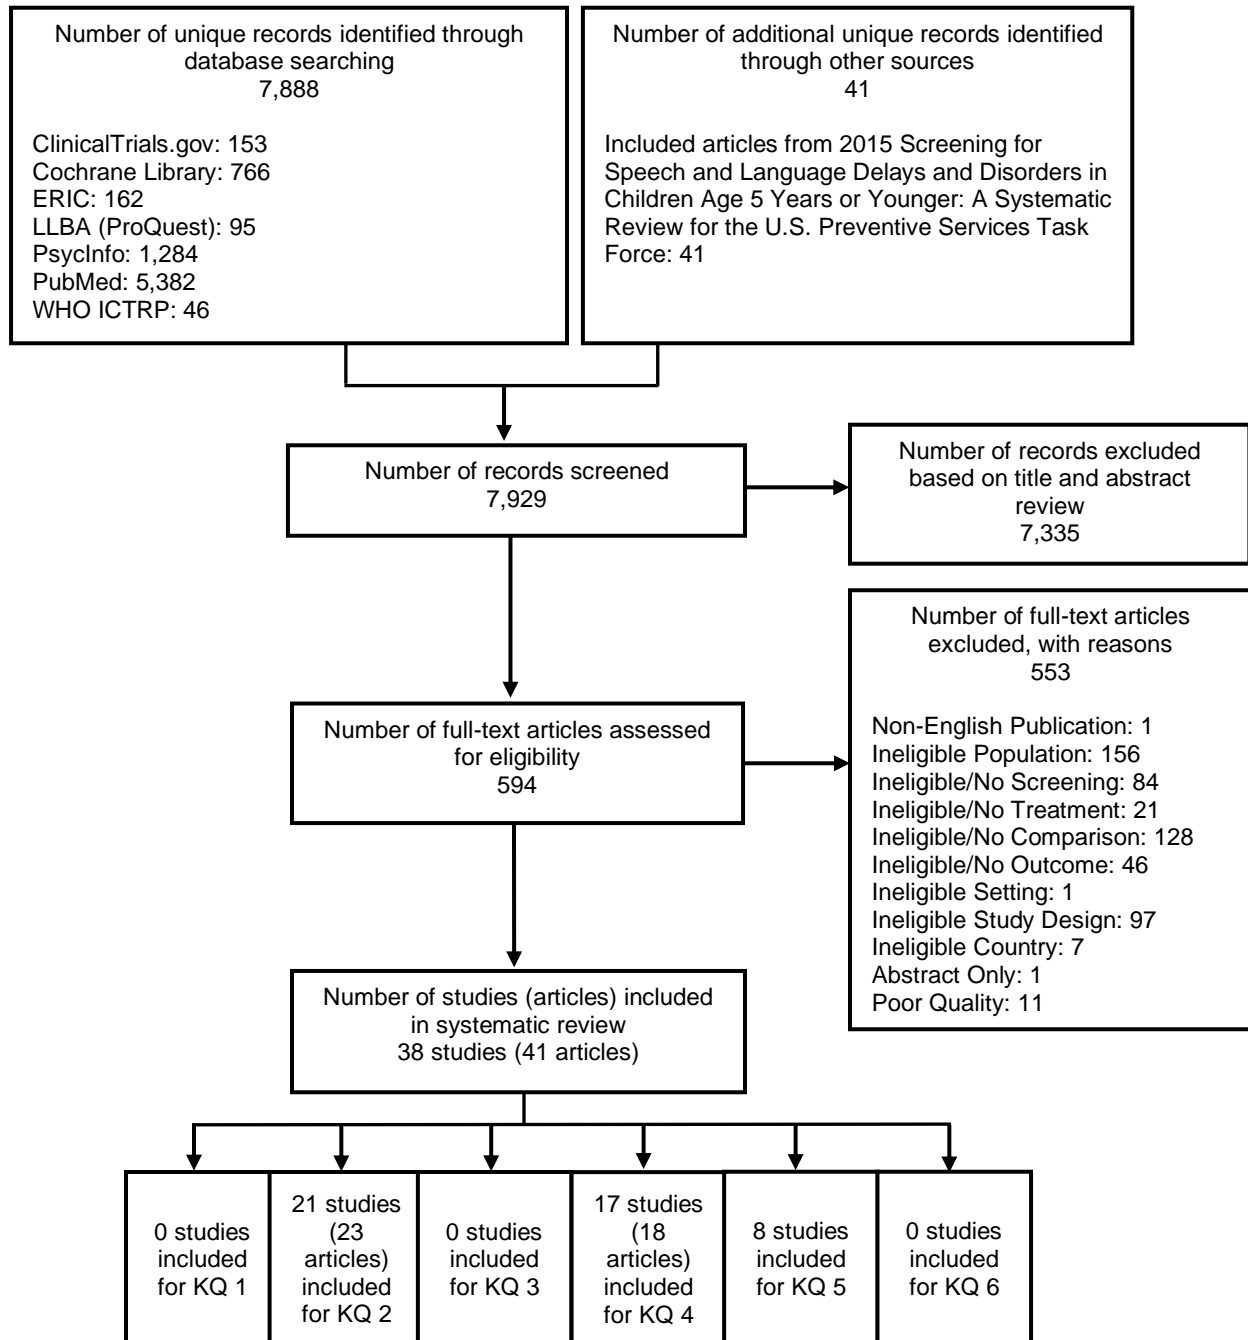 Number of unique records identified through
database searching
7,888
ClinicalTrials.gov: 153
Cochrane Library: 766
ERIC: 162
LLBA (ProQuest): 95
PsycInfo: 1,284
PubMed: 5,382
WHO ICTRP: 46
Number of additional unique records identified
through other sources
41
Included articles from 2015 Screening for
Speech and Language Delays and Disorders in
Children Age 5 Years or Younger: A Systematic
Review for the U.S. Preventive Services Task
Force: 41
Number of records screened
7,929
Number of records excluded
based on title and abstract
review
7,335
Number of full-text articles assessed
for eligibility
594
Number of full-text articles
excluded, with reasons
553
Non-English Publication: 1
Ineligible Population: 156
Ineligible/No Screening: 84
Ineligible/No Treatment: 21
Ineligible/No Comparison: 128
Ineligible/No Outcome: 46
Ineligible Setting: 1
Ineligible Study Design: 97
Ineligible Country: 7
Abstract Only: 1
Poor Quality: 11
Number of studies (articles) included
in systematic review
38 studies (41 articles)
0 studies
included
for KQ 1
21 studies
(23
articles)
included
for KQ 2
0 studies
included
for KQ 3
17 studies
(18
articles)
included
for KQ 4
8 studies
included
for KQ 5
0 studies
included
for KQ 6